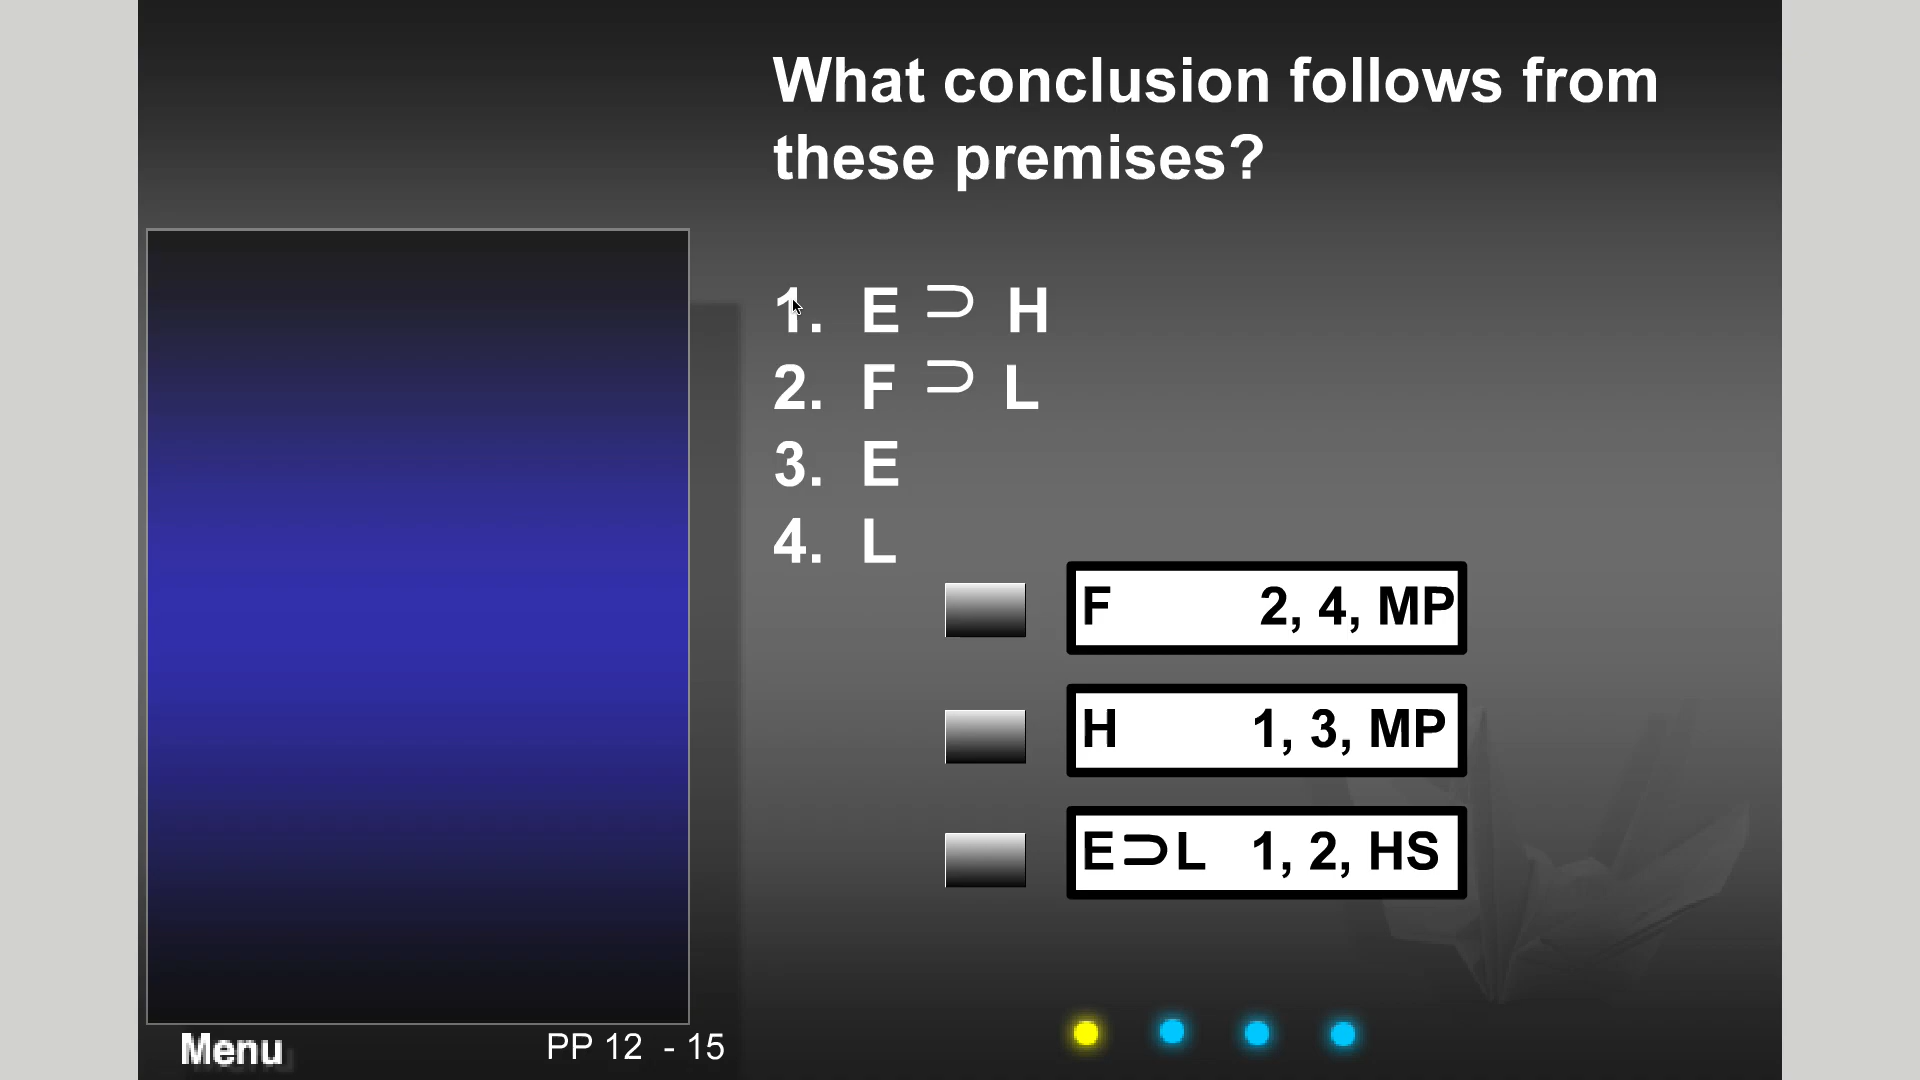 What conclusion follows from
these premises?
1. E ⊃ H
2. F ⊃ L
3. E
4. L
F 2, 4, MP
H 1, 3, MP
E⊃L 1, 2, HS
Menu PP 12 - 15